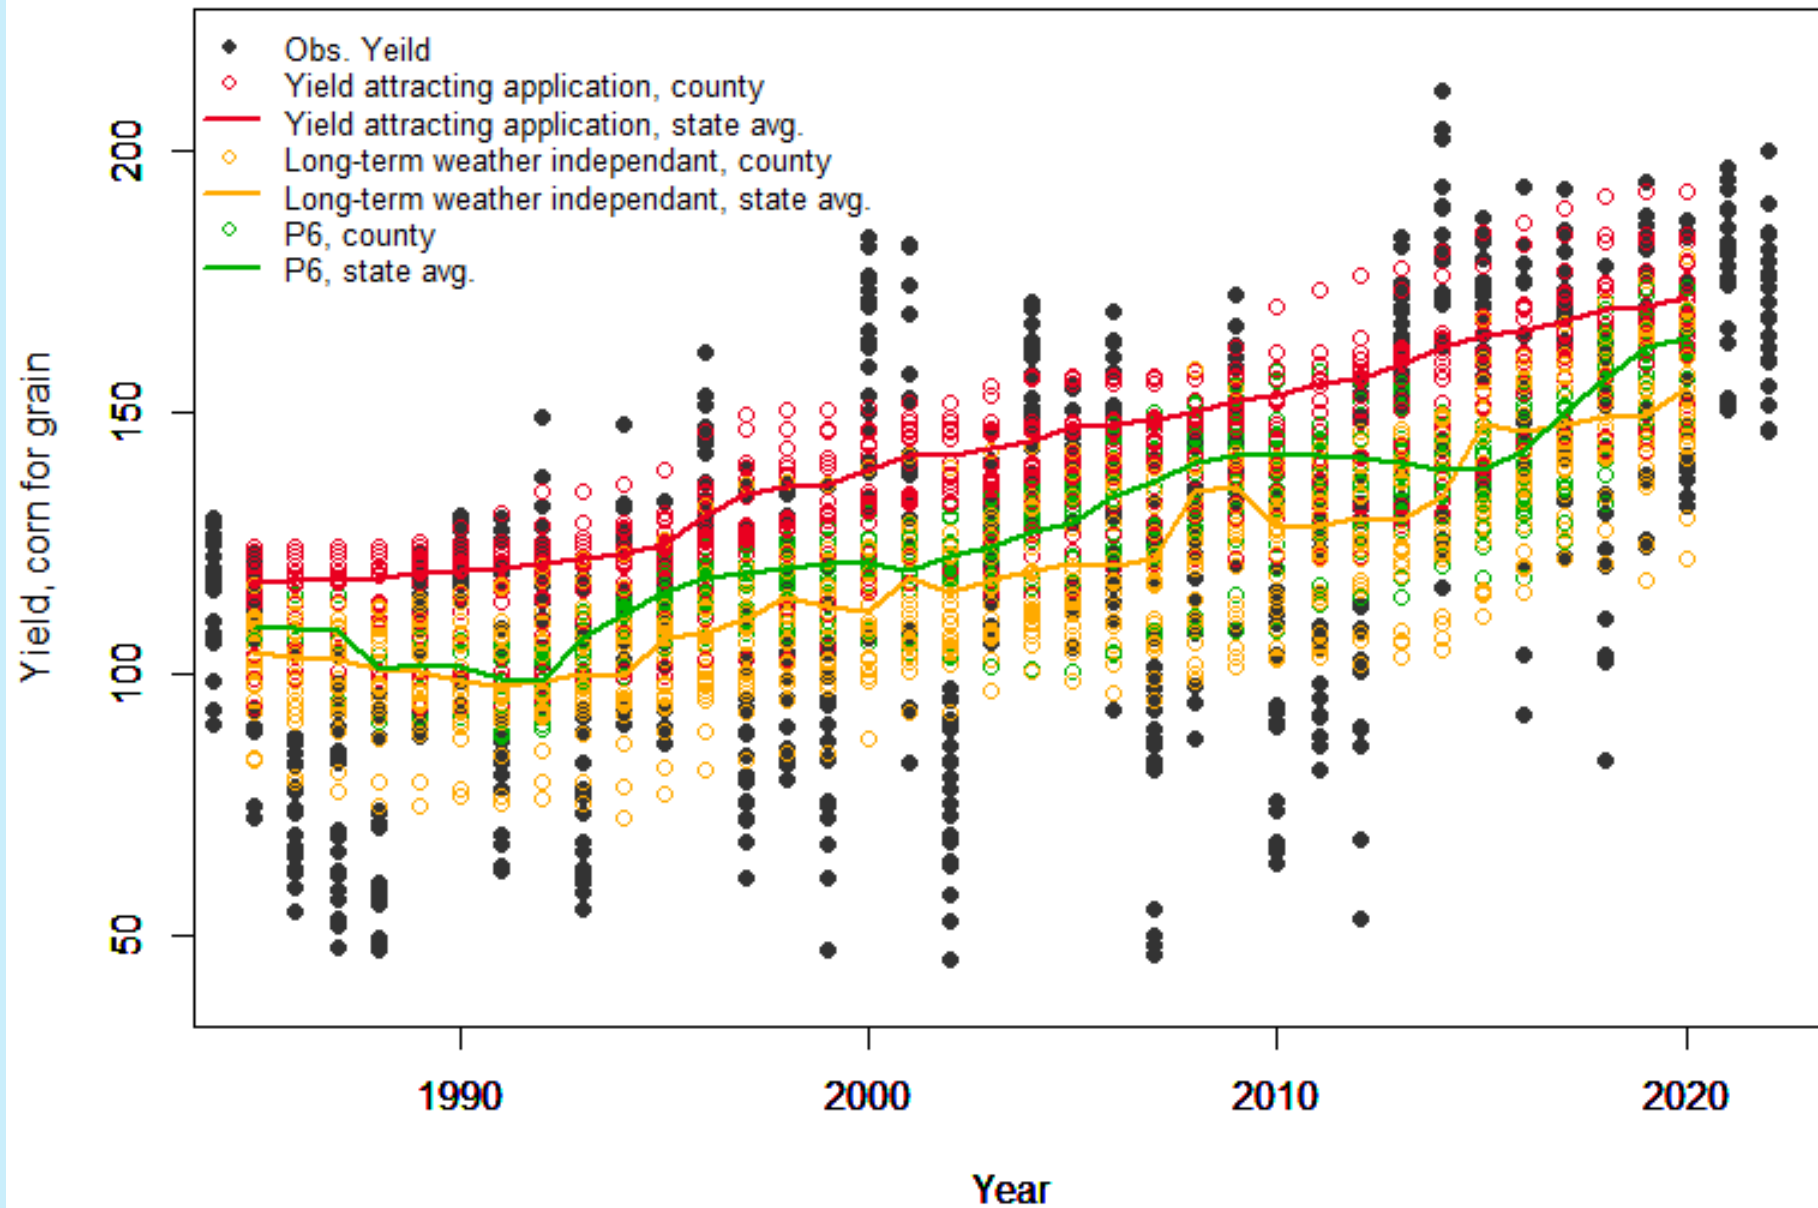 Obs. Yeild
Yield attracting application, county
Yield attracting application, state avg.
Long-term weather independant, county
Long-term weather independant, state avg.
P6, county
P6, state avg.
Yield, corn for grain
200
150
100
50
1990
2000
2010
2020
Year